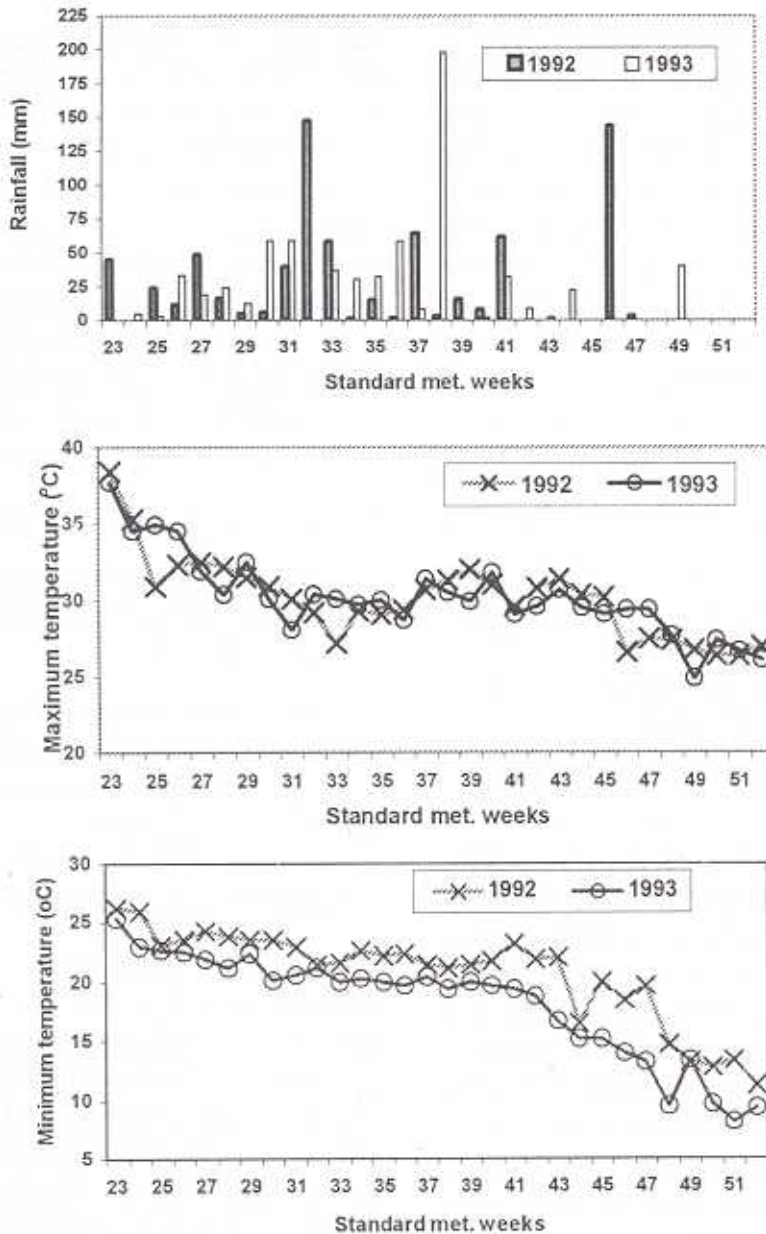 225
200
175
150
125
100
75
50
25
0
Rainfall (mm)
1992 1993
23 25 27 29 31 33 35 37 39 41 43 45 47 49 51
Standard met. weeks
40
35
30
25
20
Maximum temperature (⁰C)
1992 1993
23 25 27 29 31 33 35 37 39 41 43 45 47 49 51
Standard met. weeks
30
25
20
15
10
5
Minimum temperature (oC)
1992 1993
23 25 27 29 31 33 35 37 39 41 43 45 47 49 51
Standard met. weeks